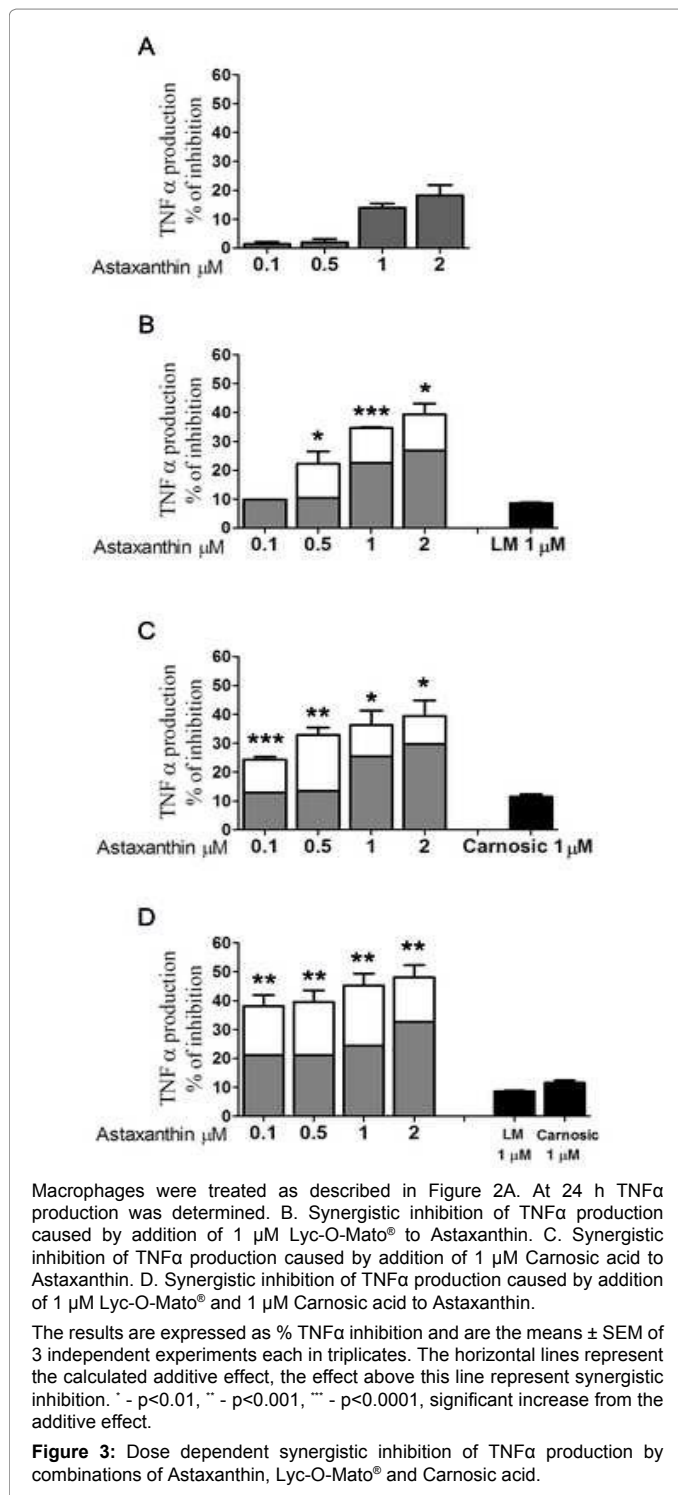 A
60
50
40
30
20
10
0
TNF α production
% of inhibition
Astaxanthin μM 0.1 0.5 1 2
B
60
50
40
30
20
10
0
TNF α production
% of inhibition
* *** *
Astaxanthin μM 0.1 0.5 1 2 LM 1 μM
C
60
50
40
30
20
10
0
TNF α production
% of inhibition
*** ** * *
Astaxanthin μM 0.1 0.5 1 2 Carnosic 1 μM
D
60
50
40
30
20
10
0
TNF α production
% of inhibition
** ** ** **
Astaxanthin μM 0.1 0.5 1 2 LM Carnosic
1 μM 1 μM
Macrophages were treated as described in Figure 2A. At 24 h TNFα
production was determined. B. Synergistic inhibition of TNFα production
caused by addition of 1 µM Lyc-O-Mato® to Astaxanthin. C. Synergistic
inhibition of TNFα production caused by addition of 1 µM Carnosic acid to
Astaxanthin. D. Synergistic inhibition of TNFα production caused by addition
of 1 µM Lyc-O-Mato® and 1 µM Carnosic acid to Astaxanthin.
The results are expressed as % TNFα inhibition and are the means ± SEM of
3 independent experiments each in triplicates. The horizontal lines represent
the calculated additive effect, the effect above this line represent synergistic
inhibition. * - p<0.01, ** - p<0.001, *** - p<0.0001, significant increase from the
additive effect.
Figure 3: Dose dependent synergistic inhibition of TNFα production by
combinations of Astaxanthin, Lyc-O-Mato® and Carnosic acid.